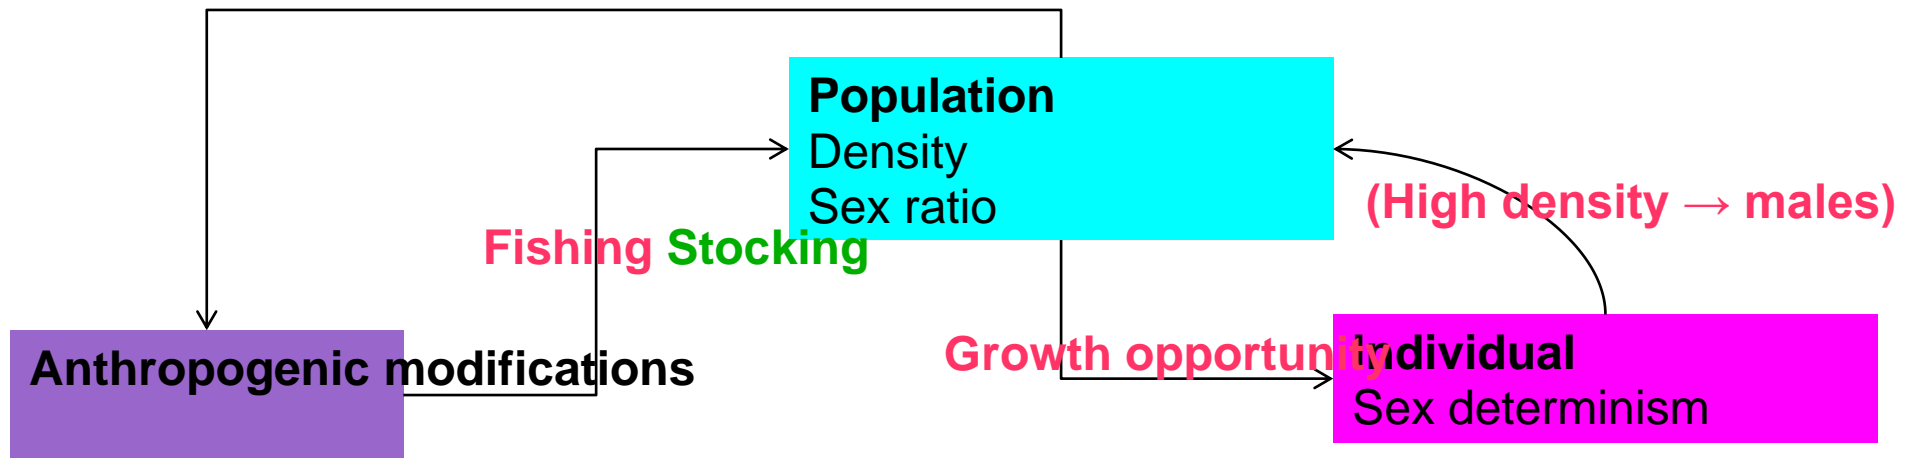 Population
Density
Sex ratio
(High density → males)
Fishing Stocking
Growth opportunity
Individual
Sex determinism
Anthropogenic modifications